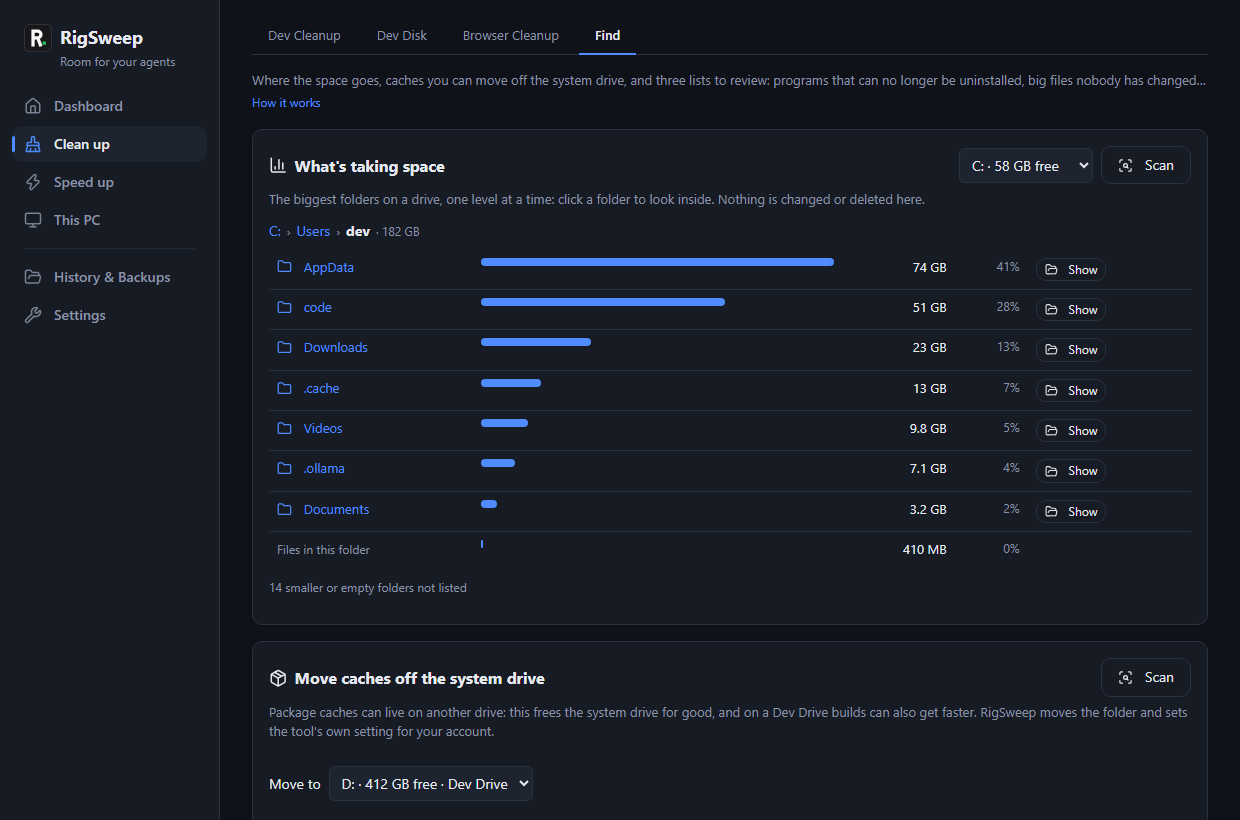 R.
RigSweep
Room for your agents
Dashboard
Clean up
Speed up
This PC
History & Backups
Settings
Dev Cleanup Dev Disk Browser Cleanup Find
Where the space goes, caches you can move off the system drive, and three lists to review: programs that can no longer be uninstalled, big files nobody has changed...
How it works
What's taking space
C: · 58 GB free
Scan
The biggest folders on a drive, one level at a time: click a folder to look inside. Nothing is changed or deleted here.
C: › Users › dev · 182 GB
AppData 74 GB 41% Show
code 51 GB 28% Show
Downloads 23 GB 13% Show
.cache 13 GB 7% Show
Videos 9.8 GB 5% Show
.ollama 7.1 GB 4% Show
Documents 3.2 GB 2% Show
Files in this folder 410 MB 0%
14 smaller or empty folders not listed
Move caches off the system drive
Scan
Package caches can live on another drive: this frees the system drive for good, and on a Dev Drive builds can also get faster. RigSweep moves the folder and sets
the tool's own setting for your account.
Move to D: · 412 GB free · Dev Drive